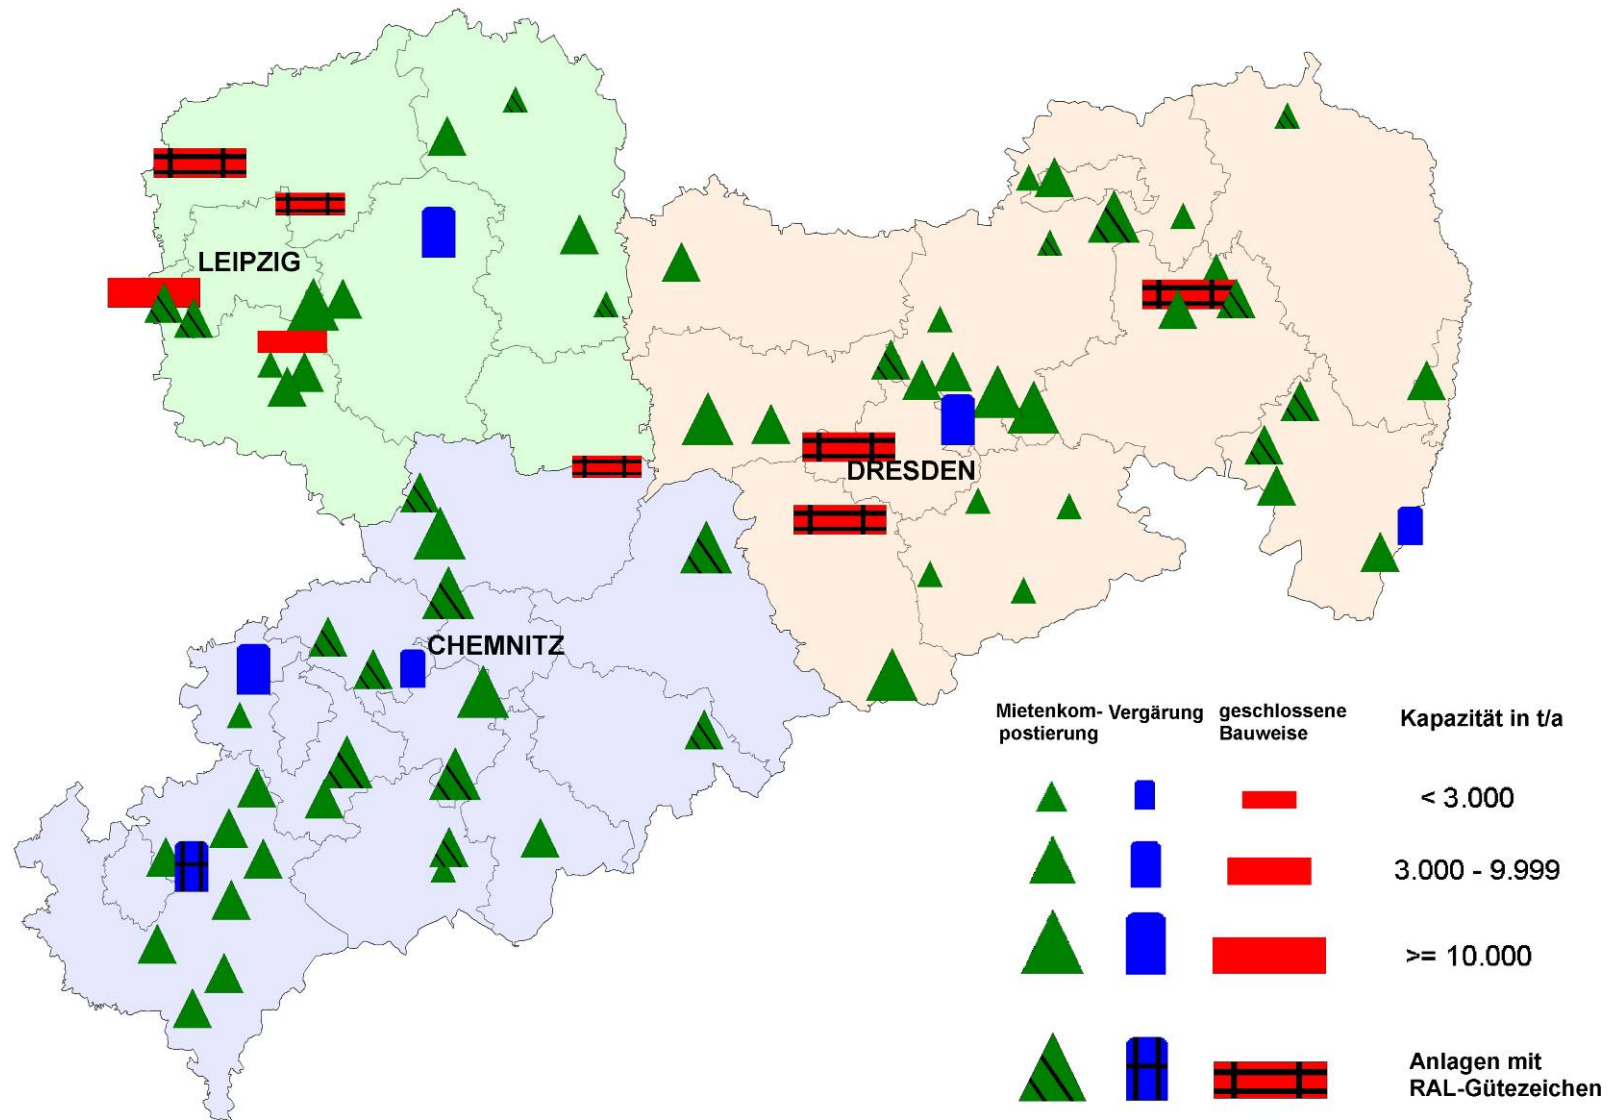 LEIPZIG
DRESDEN
CHEMNITZ
Mietenkom-
postierung
Vergärung
geschlossene
Bauweise
Kapazität in t/a
< 3.000
3.000 - 9.999
>= 10.000
Anlagen mit
RAL-Gütezeichen